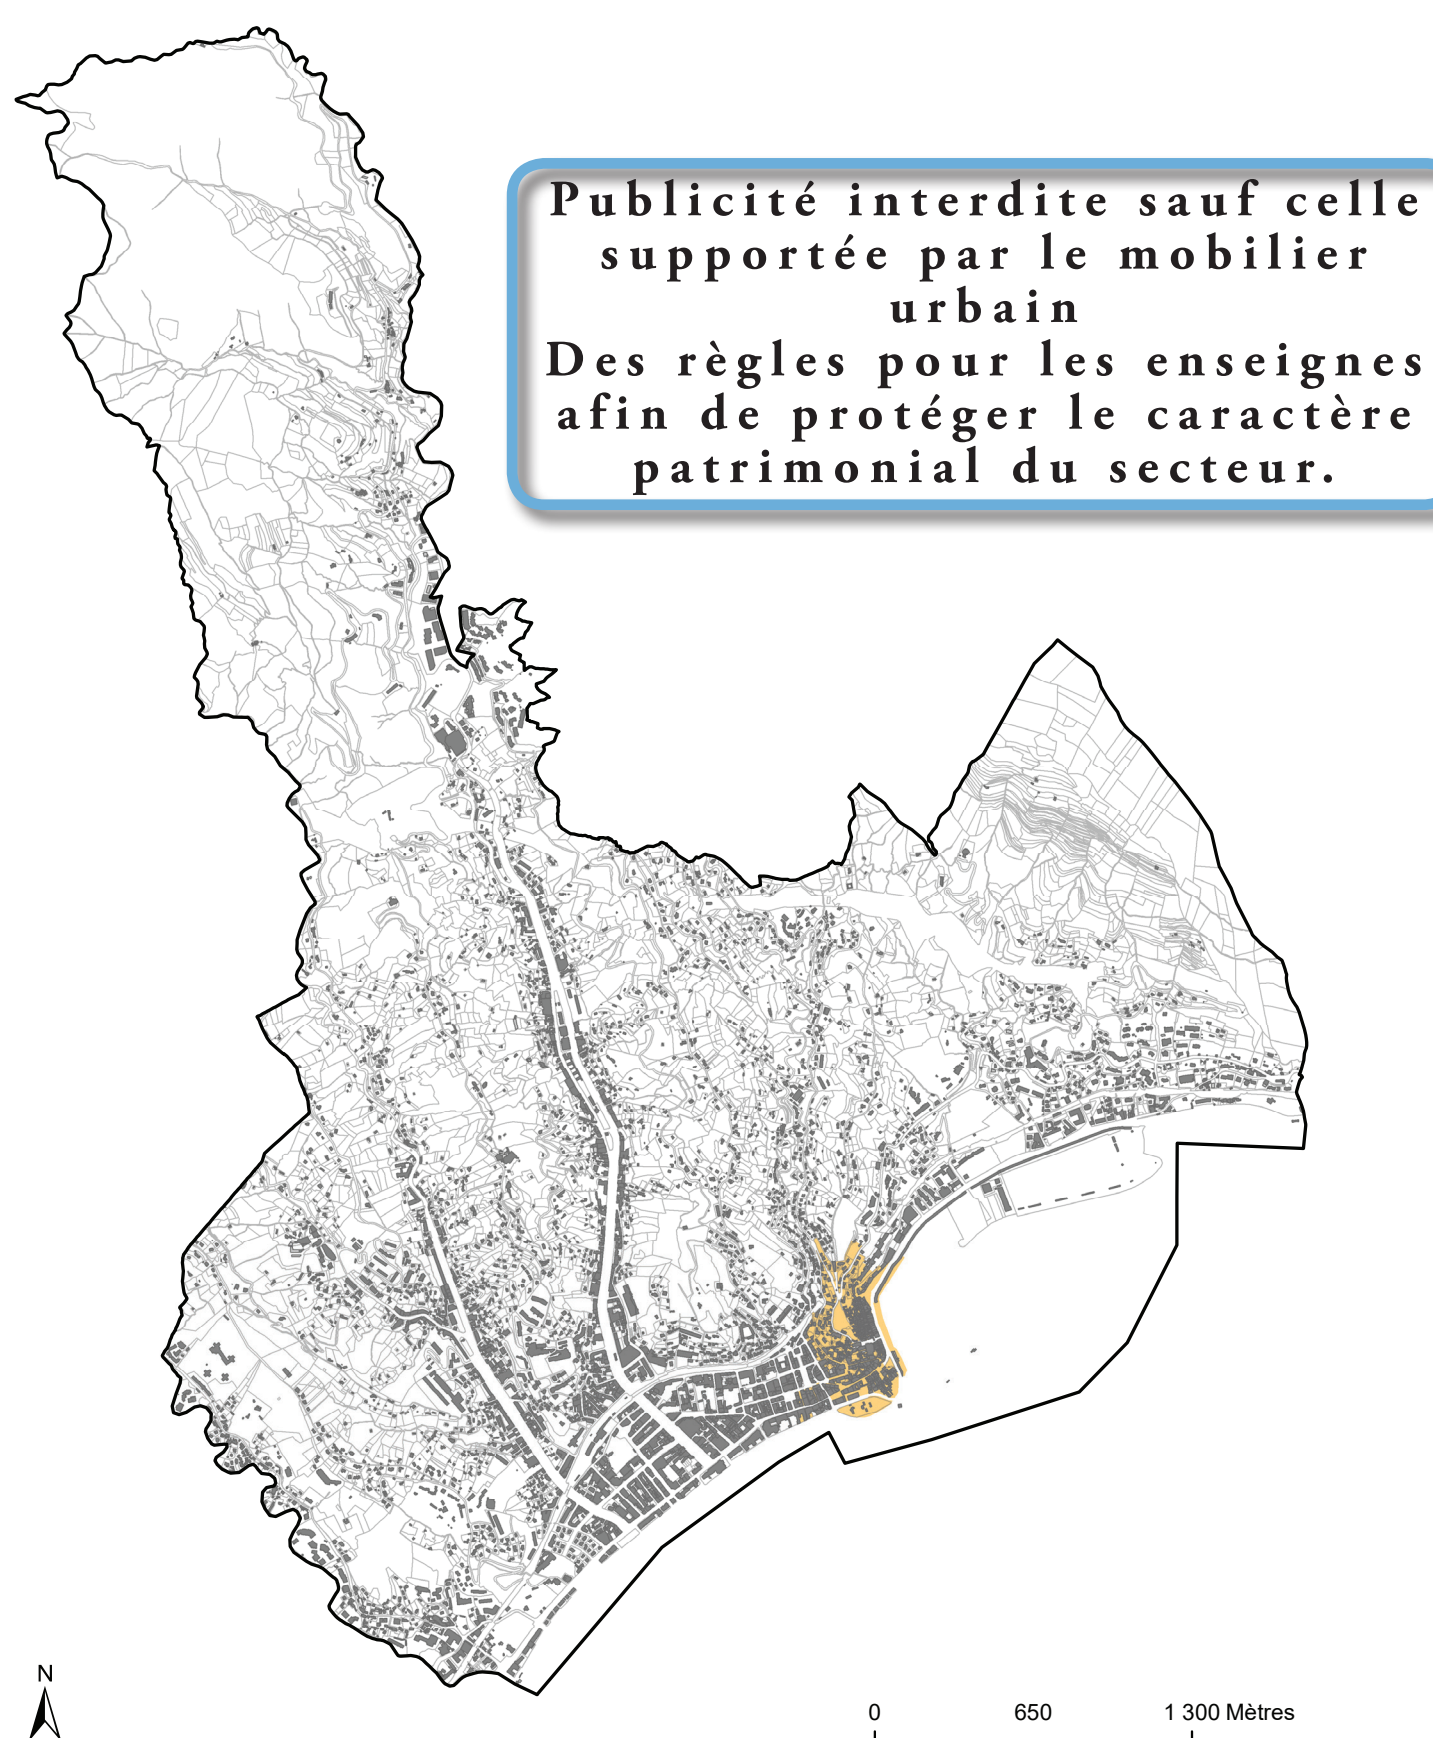 Publicité interdite sauf celle
supportée par le mobilier
urbain
Des règles pour les enseignes
afin de protéger le caractère
patrimonial du secteur.
N
0 650 1 300 Mètres